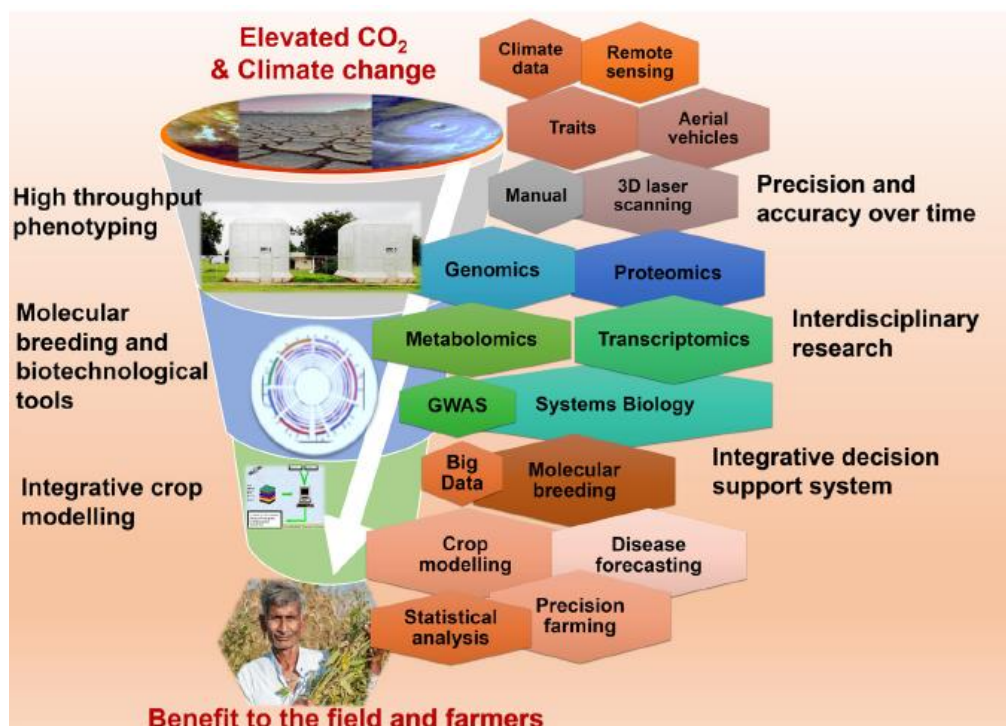 Elevated CO₂
& Climate change
Climate
data
Remote
sensing
Traits
Aerial
vehicles
Manual
3D laser
scanning
High throughput
phenotyping
Precision and
accuracy over time
Genomics
Proteomics
Molecular
breeding and
biotechnological
tools
Metabolomics
Transcriptomics
Interdisciplinary
research
GWAS
Systems Biology
Big
Data
Molecular
breeding
Integrative decision
support system
Integrative crop
modelling
Crop
modelling
Disease
forecasting
Statistical
analysis
Precision
farming
Benefit to the field and farmers